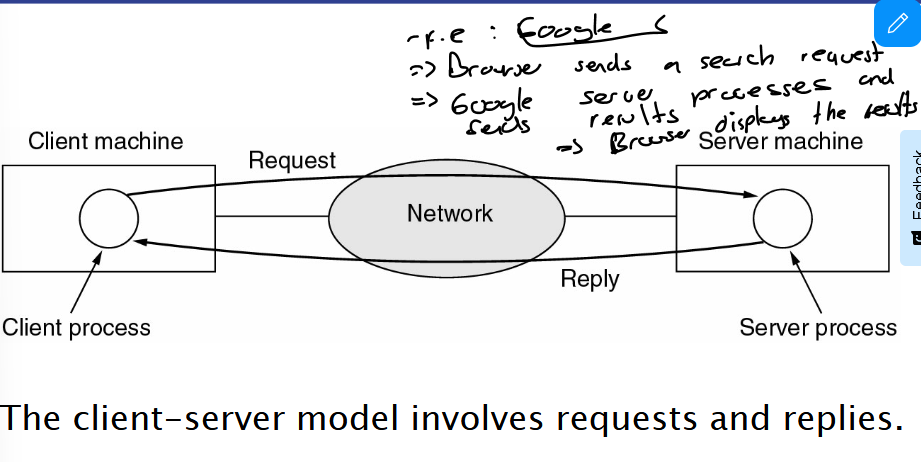 -f.e : Google
=> Browser sends a search request
=> Google server processes and
sends results
=> Browser displays the results
Client machine
Server machine
Request
Feedback
Network
Reply
Client process
Server process
The client-server model involves requests and replies.